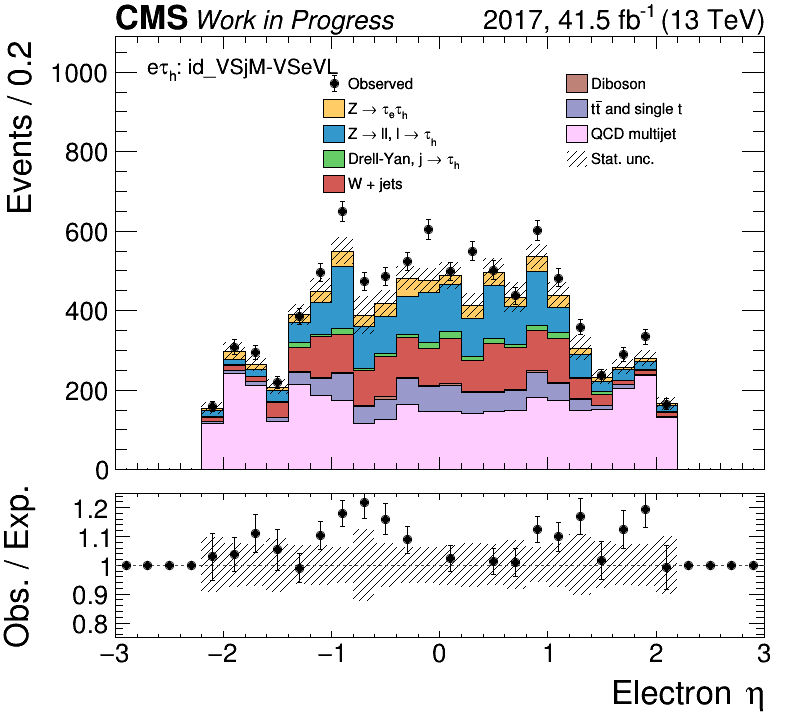 CMS Work in Progress 2017, 41.5 fb⁻¹ (13 TeV)
Events / 0.2
1000
800
600
400
200
0
eτₕ: id_VSjM-VSeVL
Observed
Z → τₑτₕ
Z → ll, l → τₕ
Drell-Yan, j → τₕ
W + jets
Diboson
tt̄ and single t
QCD multijet
Stat. unc.
Obs. / Exp.
1.2
1.1
1
0.9
0.8
−3 −2 −1 0 1 2 3
Electron η